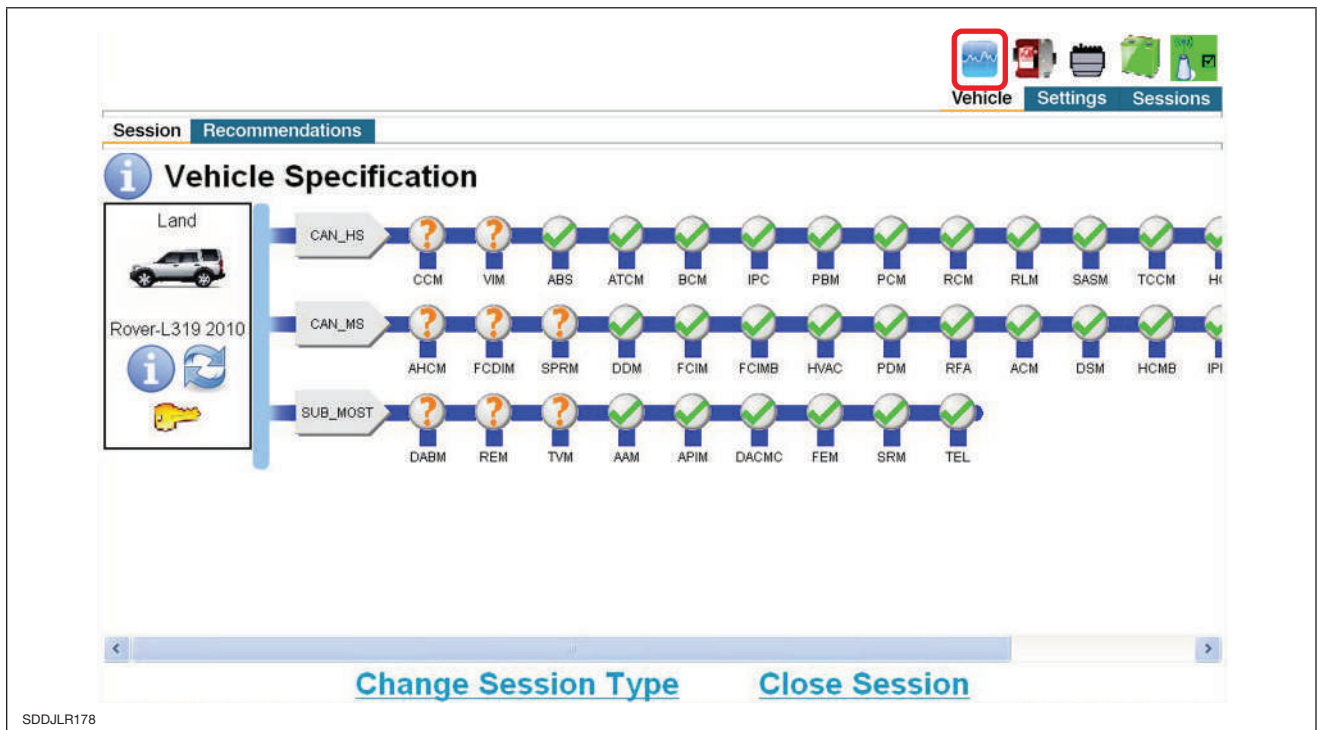 Vehicle Settings Sessions
Session Recommendations
Vehicle Specification
Land
Rover-L319 2010
CAN_HS
CCM VIM ABS ATCM BCM IPC PBM PCM RCM RLM SASM TCCM
CAN_MS
AHCM FCDIM SPRM DDM FCIM FCIMB HVAC PDM RFA ACM DSM HCMB
SUB_MOST
DABM REM TVM AAM APIM DACMC FEM SRM TEL
Change Session Type Close Session
SDDJLR178